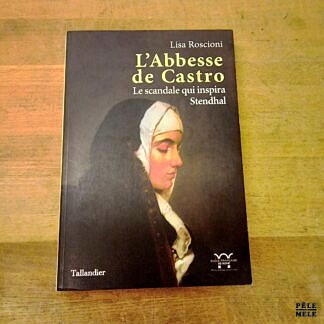 Lisa Roscioni
L'Abbesse
de Castro
Le scandale qui inspira
Stendhal
Tallandier
PÊLE
MÊLE